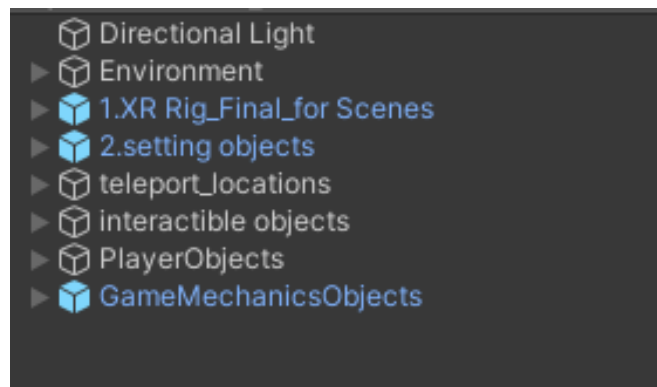 Directional Light
Environment
1.XR Rig_Final_for Scenes
2.setting objects
teleport_locations
interactible objects
PlayerObjects
GameMechanicsObjects